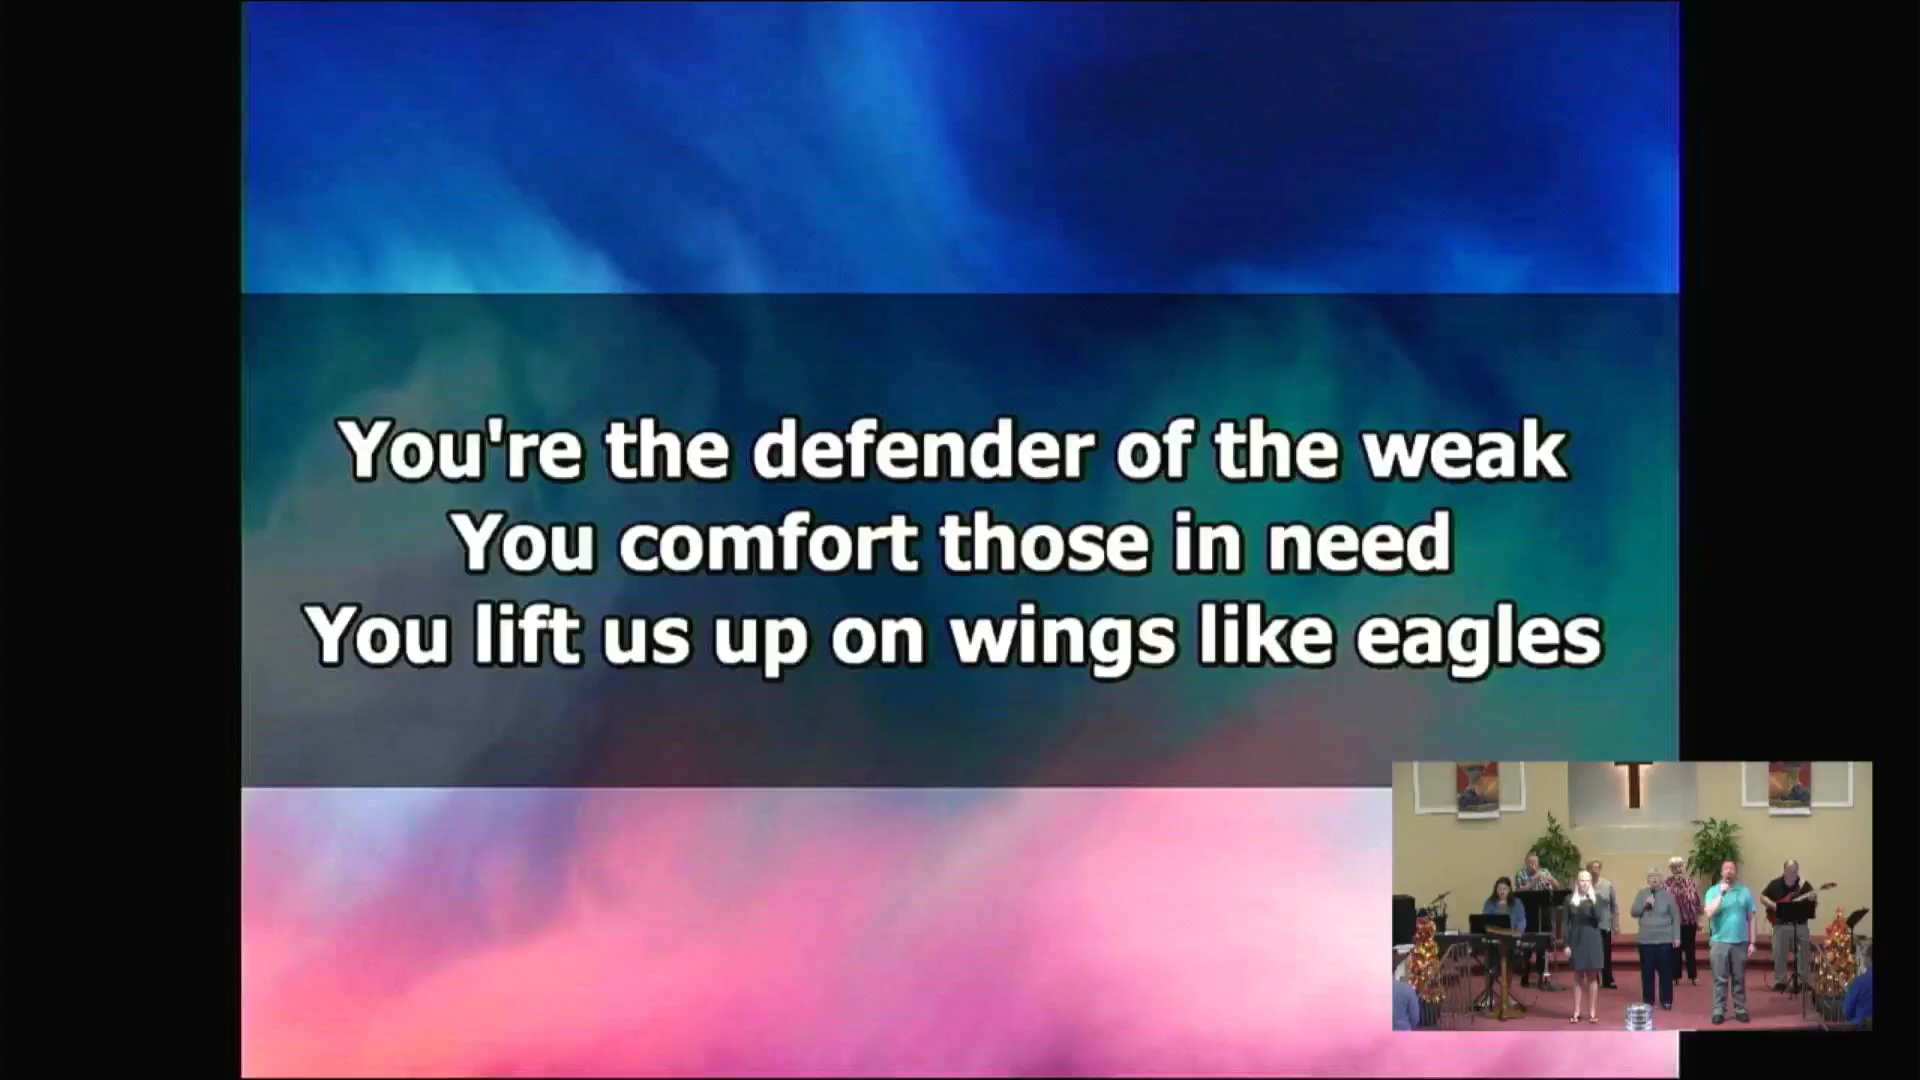 You're the defender of the weak
You comfort those in need
You lift us up on wings like eagles